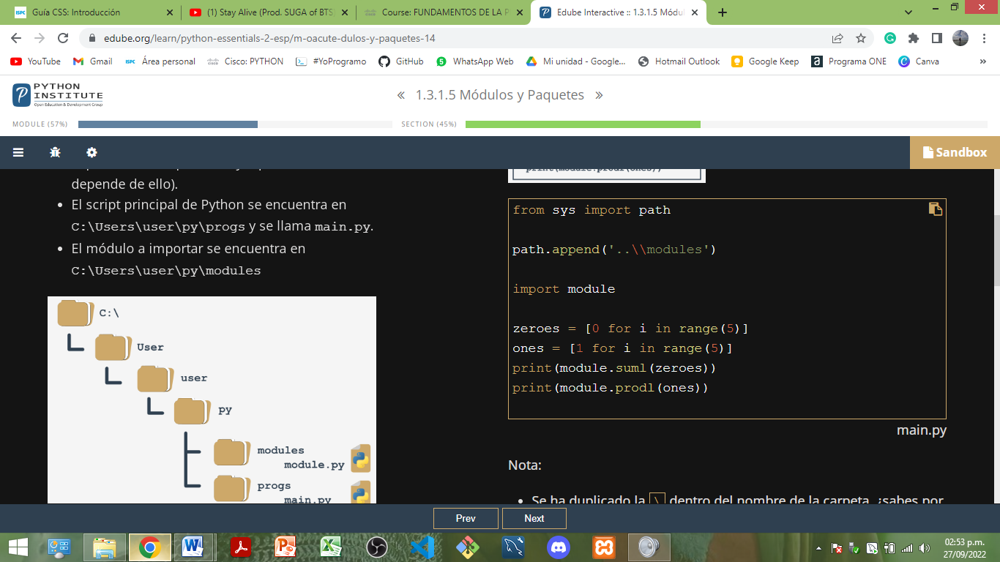 Guía CSS: Introducción
(1) Stay Alive (Prod. SUGA of BTS
Course: FUNDAMENTOS DE LA P
Edube Interactive :: 1.3.1.5 Módul
edube.org/learn/python-essentials-2-esp/m-oacute-dulos-y-paquetes-14
YouTube Gmail Área personal Cisco: PYTHON #YoProgramo GitHub WhatsApp Web Mi unidad - Google... Hotmail Outlook Google Keep Programa ONE Canva »
PYTHON
INSTITUTE
Open Education & Development Group
« 1.3.1.5 Módulos y Paquetes »
MODULE (57%)
SECTION (45%)
Sandbox
depende de ello).
• El script principal de Python se encuentra en
C:\Users\user\py\progs y se llama main.py.
• El módulo a importar se encuentra en
C:\Users\user\py\modules
C:\
User
user
py
modules
module.py
progs
main.py
print(module.prodl(ones))
from sys import path
path.append('..\\modules')
import module
zeroes = [0 for i in range(5)]
ones = [1 for i in range(5)]
print(module.suml(zeroes))
print(module.prodl(ones))
main.py
Nota:
• Se ha duplicado la \ dentro del nombre de la carpeta, ¿sabes por
Prev
Next
02:53 p.m.
27/09/2022